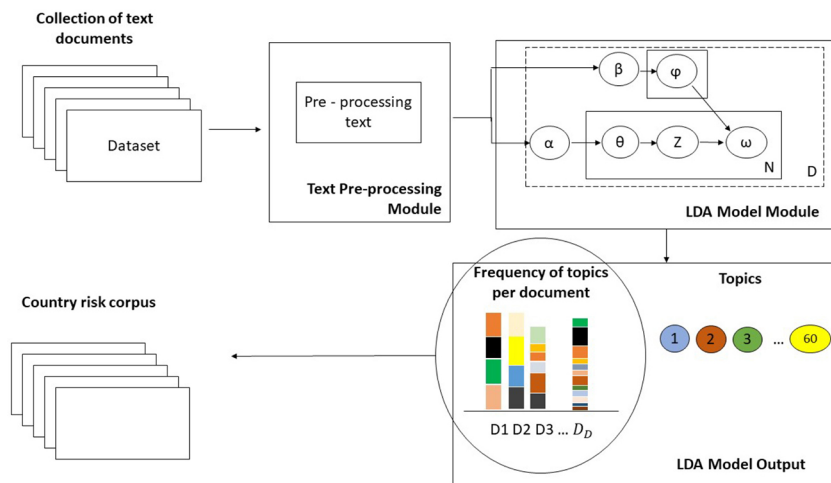 Collection of text
documents
Dataset
Pre - processing
text
Text Pre-processing
Module
β
φ
α
θ
Z
ω
N
D
LDA Model Module
Frequency of topics
per document
D1 D2 D3 ... D_D
Topics
1 2 3 ... 60
LDA Model Output
Country risk corpus